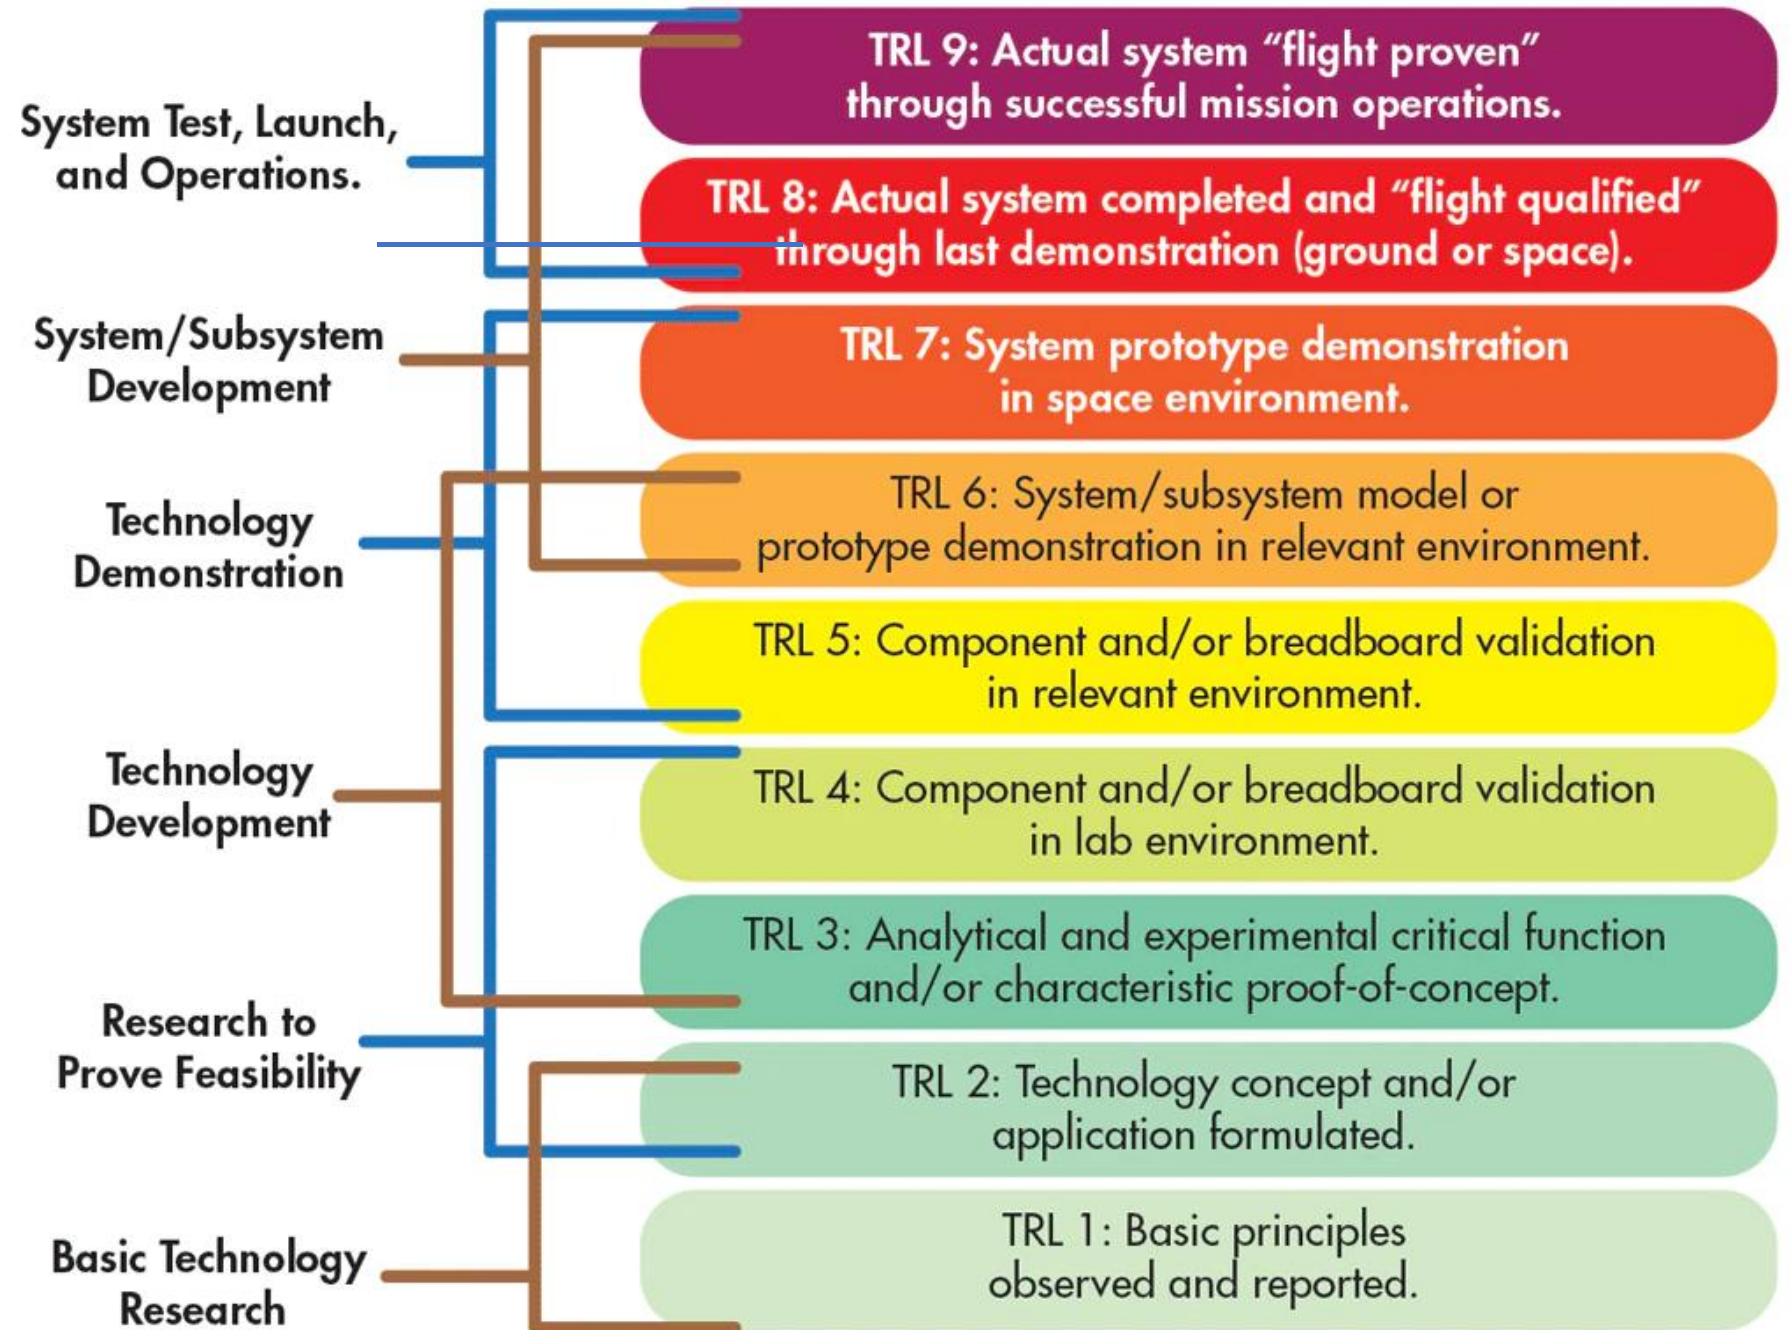 System Test, Launch,
and Operations.
System/Subsystem
Development
Technology
Demonstration
Technology
Development
Research to
Prove Feasibility
Basic Technology
Research
TRL 9: Actual system “flight proven”
through successful mission operations.
TRL 8: Actual system completed and “flight qualified”
through last demonstration (ground or space).
TRL 7: System prototype demonstration
in space environment.
TRL 6: System/subsystem model or
prototype demonstration in relevant environment.
TRL 5: Component and/or breadboard validation
in relevant environment.
TRL 4: Component and/or breadboard validation
in lab environment.
TRL 3: Analytical and experimental critical function
and/or characteristic proof-of-concept.
TRL 2: Technology concept and/or
application formulated.
TRL 1: Basic principles
observed and reported.